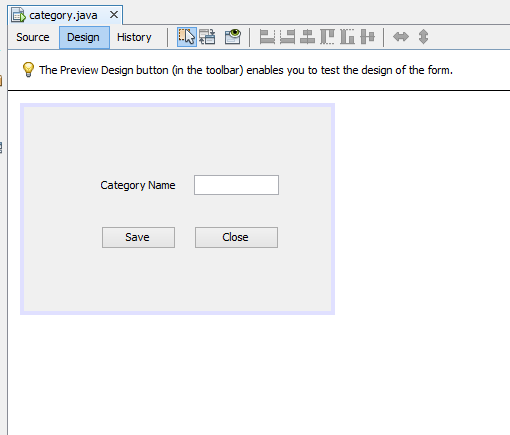 category.java
Source Design History
The Preview Design button (in the toolbar) enables you to test the design of the form.
Category Name
Save Close